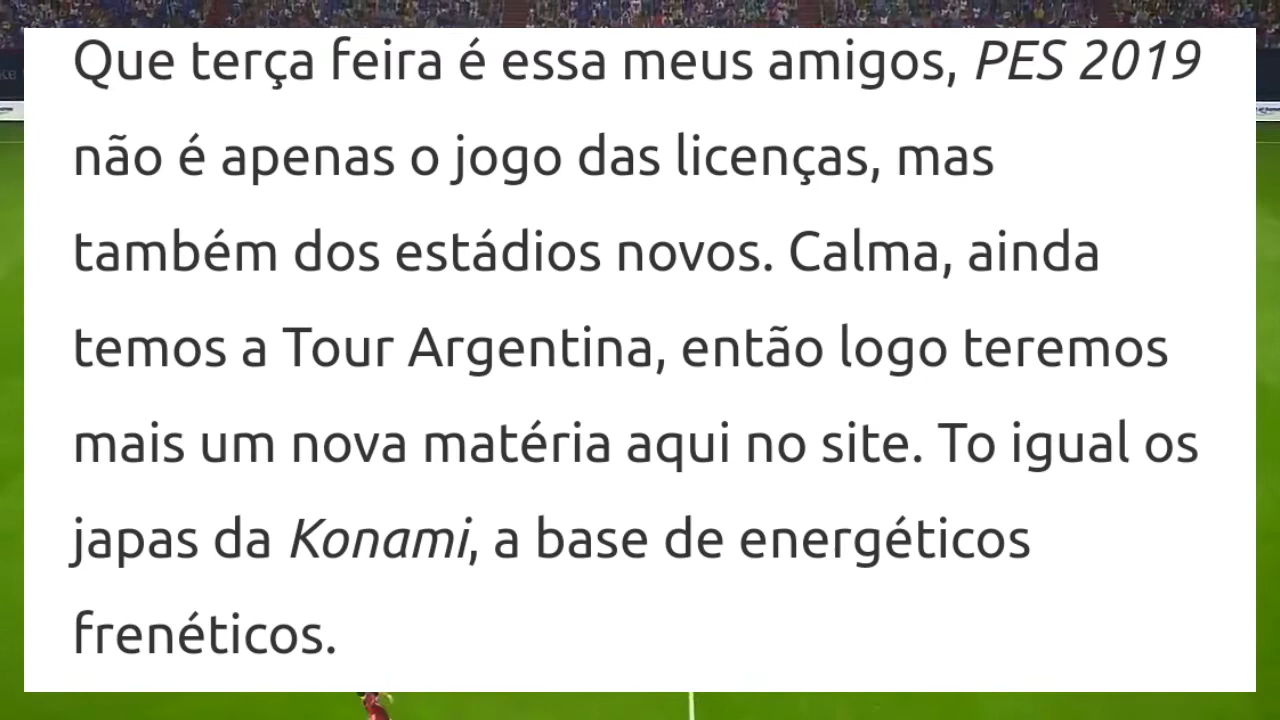 Que terça feira é essa meus amigos, PES 2019
não é apenas o jogo das licenças, mas
também dos estádios novos. Calma, ainda
temos a Tour Argentina, então logo teremos
mais um nova matéria aqui no site. To igual os
japas da Konami, a base de energéticos
frenéticos.